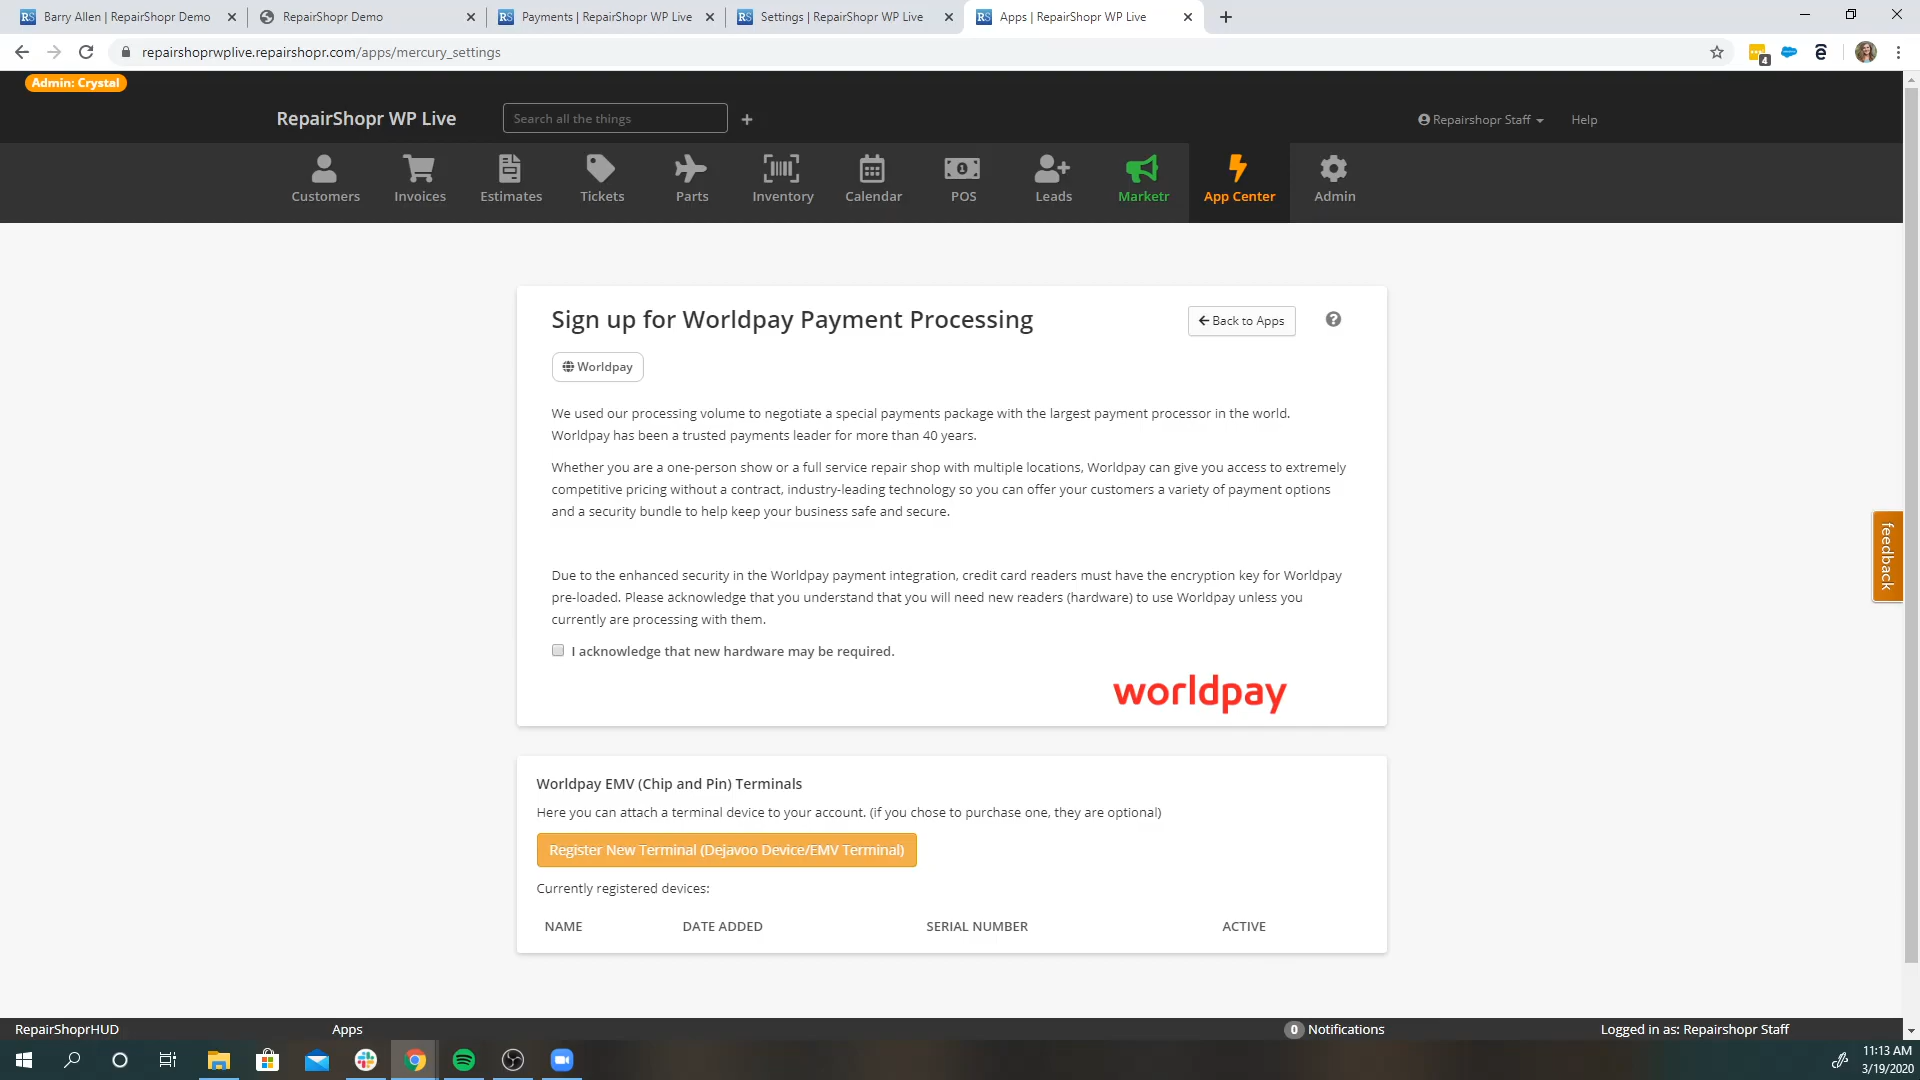 Barry Allen | RepairShopr Demo
RepairShopr Demo
Payments | RepairShopr WP Live
Settings | RepairShopr WP Live
Apps | RepairShopr WP Live
repairshoprwplive.repairshopr.com/apps/mercury_settings
4
Admin: Crystal
RepairShopr WP Live
Search all the things
Repairshopr Staff
Help
Customers
Invoices
Estimates
Tickets
Parts
Inventory
Calendar
POS
Leads
Marketr
App Center
Admin
Sign up for Worldpay Payment Processing
Back to Apps
Worldpay
We used our processing volume to negotiate a special payments package with the largest payment processor in the world.
Worldpay has been a trusted payments leader for more than 40 years.
Whether you are a one-person show or a full service repair shop with multiple locations, Worldpay can give you access to extremely
competitive pricing without a contract, industry-leading technology so you can offer your customers a variety of payment options
and a security bundle to help keep your business safe and secure.
feedback
Due to the enhanced security in the Worldpay payment integration, credit card readers must have the encryption key for Worldpay
pre-loaded. Please acknowledge that you understand that you will need new readers (hardware) to use Worldpay unless you
currently are processing with them.
I acknowledge that new hardware may be required.
worldpay
Worldpay EMV (Chip and Pin) Terminals
Here you can attach a terminal device to your account. (if you chose to purchase one, they are optional)
Register New Terminal (Dejavoo Device/EMV Terminal)
Currently registered devices:
NAME
DATE ADDED
SERIAL NUMBER
ACTIVE
RepairShoprHUD
Apps
0 Notifications
Logged in as: Repairshopr Staff
11:13 AM
3/19/2020